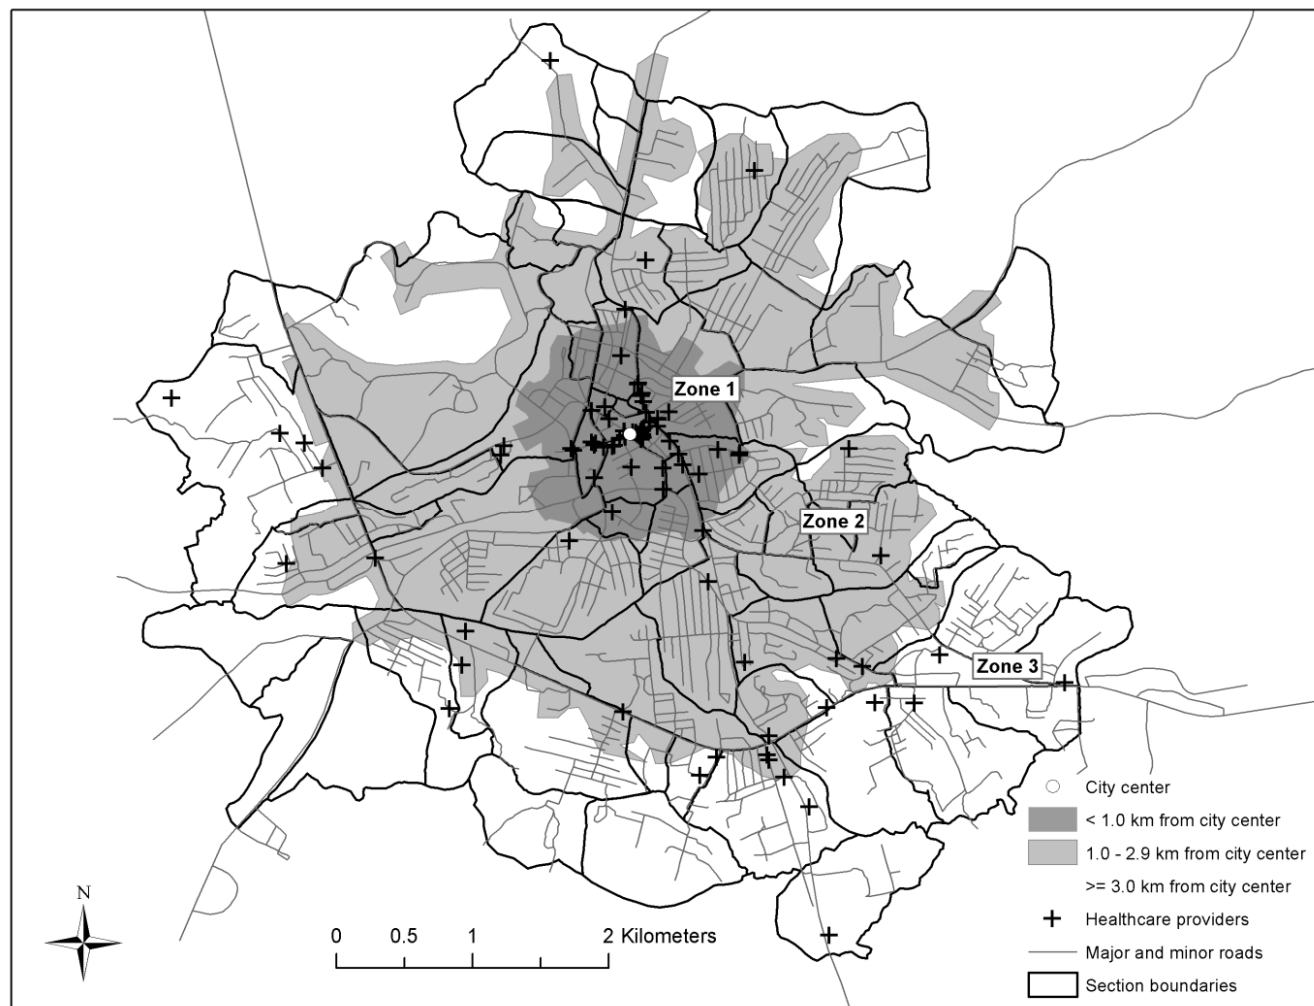 Zone 1
Zone 2
Zone 3
City center
< 1.0 km from city center
1.0 - 2.9 km from city center
>= 3.0 km from city center
Healthcare providers
Major and minor roads
Section boundaries
N
0 0.5 1 2 Kilometers